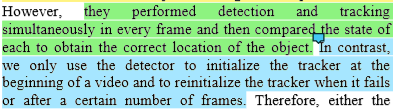 However, they performed detection and tracking
simultaneously in every frame and then compared the state of
each to obtain the correct location of the object. In contrast,
we only use the detector to initialize the tracker at the
beginning of a video and to reinitialize the tracker when it fails
or after a certain number of frames. Therefore, either the